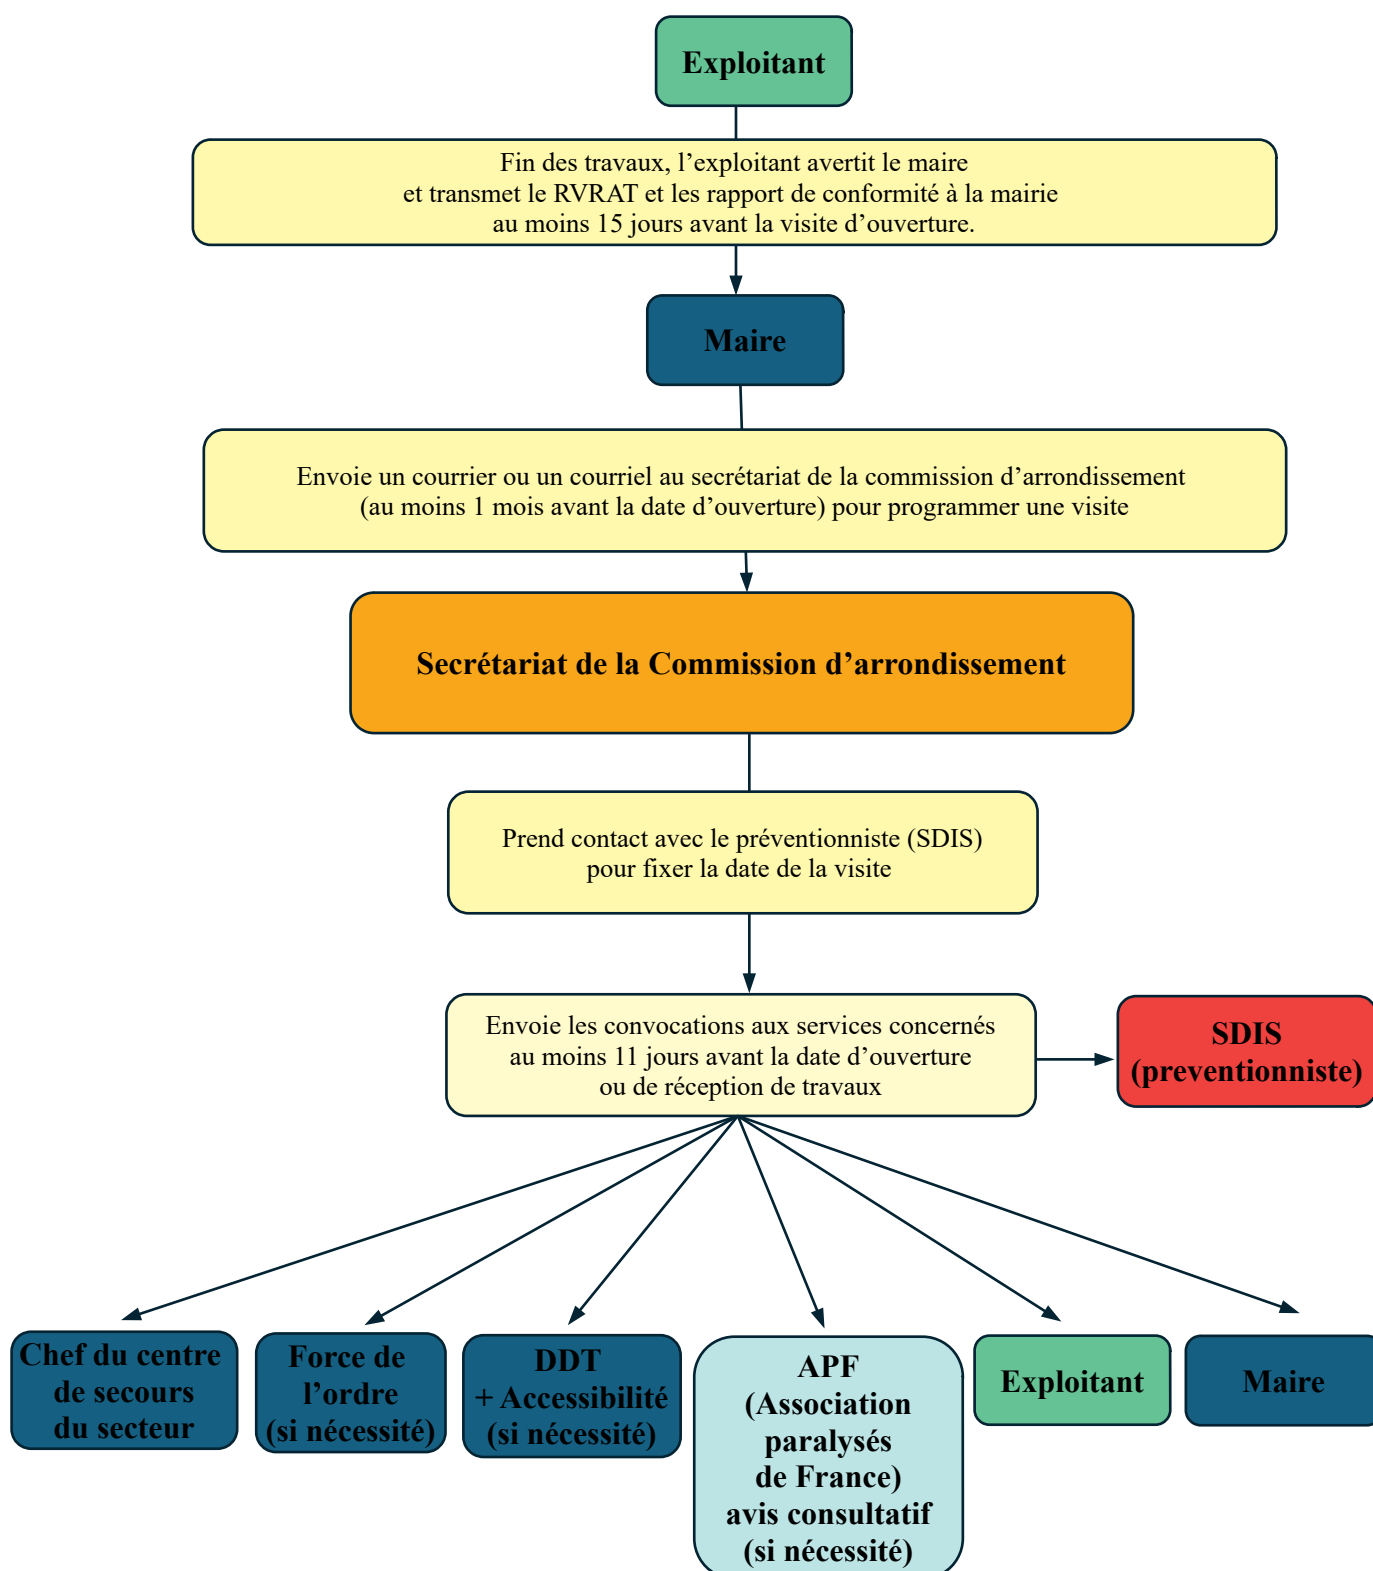 Exploitant
Fin des travaux, l’exploitant avertit le maire
et transmet le RVRAT et les rapport de conformité à la mairie
au moins 15 jours avant la visite d’ouverture.
Maire
Envoie un courrier ou un courriel au secrétariat de la commission d’arrondissement
(au moins 1 mois avant la date d’ouverture) pour programmer une visite
Secrétariat de la Commission d’arrondissement
Prend contact avec le préventionniste (SDIS)
pour fixer la date de la visite
Envoie les convocations aux services concernés
au moins 11 jours avant la date d’ouverture
ou de réception de travaux
SDIS
(preventionniste)
Chef du centre
de secours
du secteur
Force de
l’ordre
(si nécessité)
DDT
+ Accessibilité
(si nécessité)
APF
(Association
paralysés
de France)
avis consultatif
(si nécessité)
Exploitant
Maire